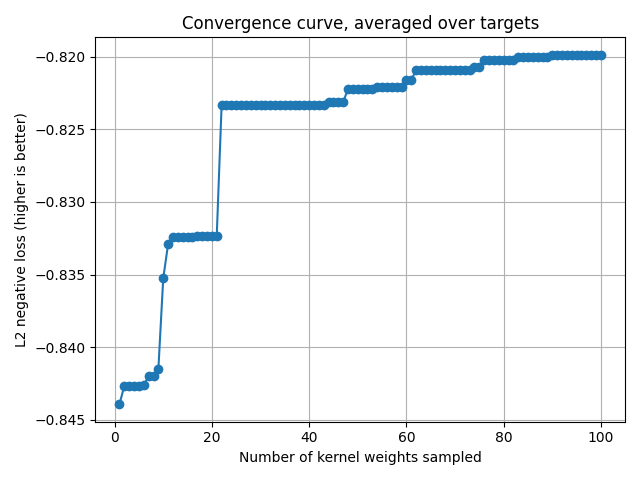 Convergence curve, averaged over targets
L2 negative loss (higher is better)
−0.820
−0.825
−0.830
−0.835
−0.840
−0.845
0 20 40 60 80 100
Number of kernel weights sampled